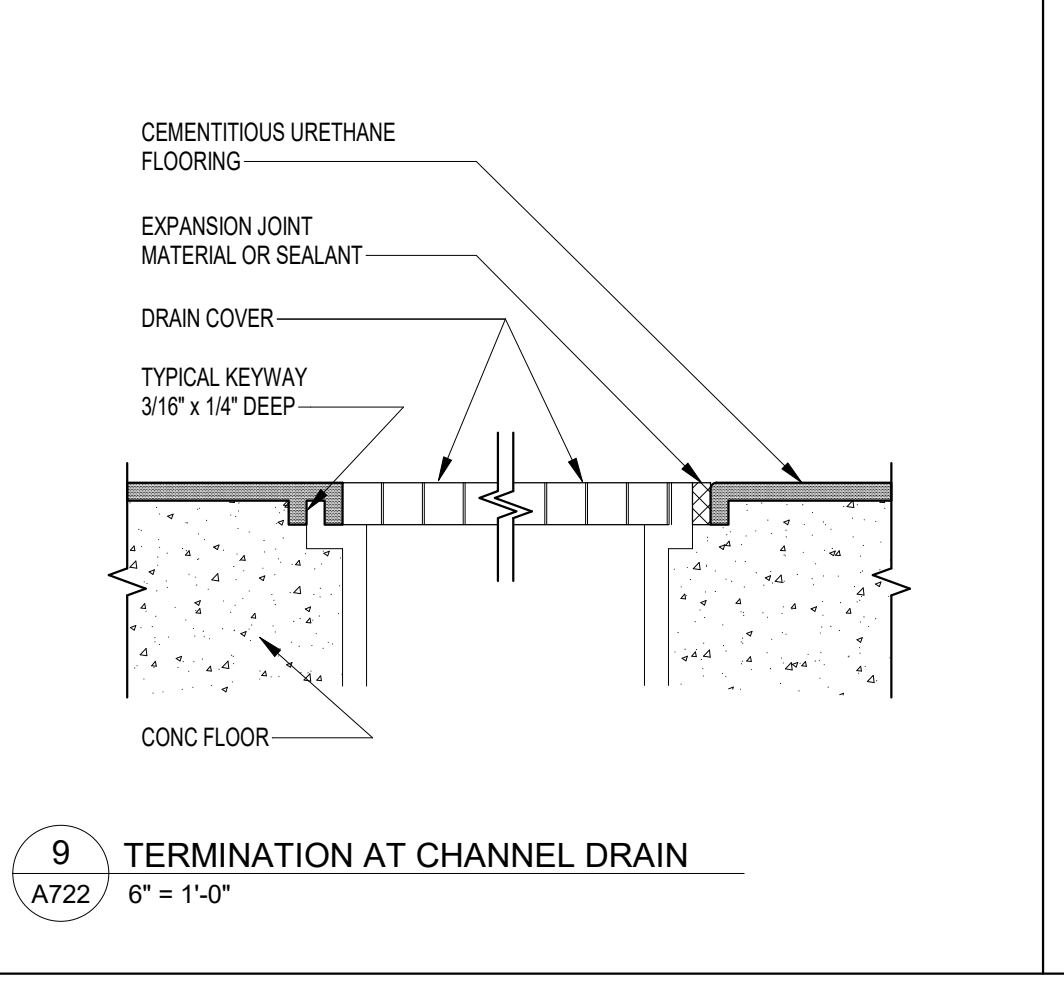 CEMENTITIOUS URETHANE
FLOORING
EXPANSION JOINT
MATERIAL OR SEALANT
DRAIN COVER
TYPICAL KEYWAY
3/16" x 1/4" DEEP
CONC FLOOR
9
A722
TERMINATION AT CHANNEL DRAIN
6" = 1'-0"